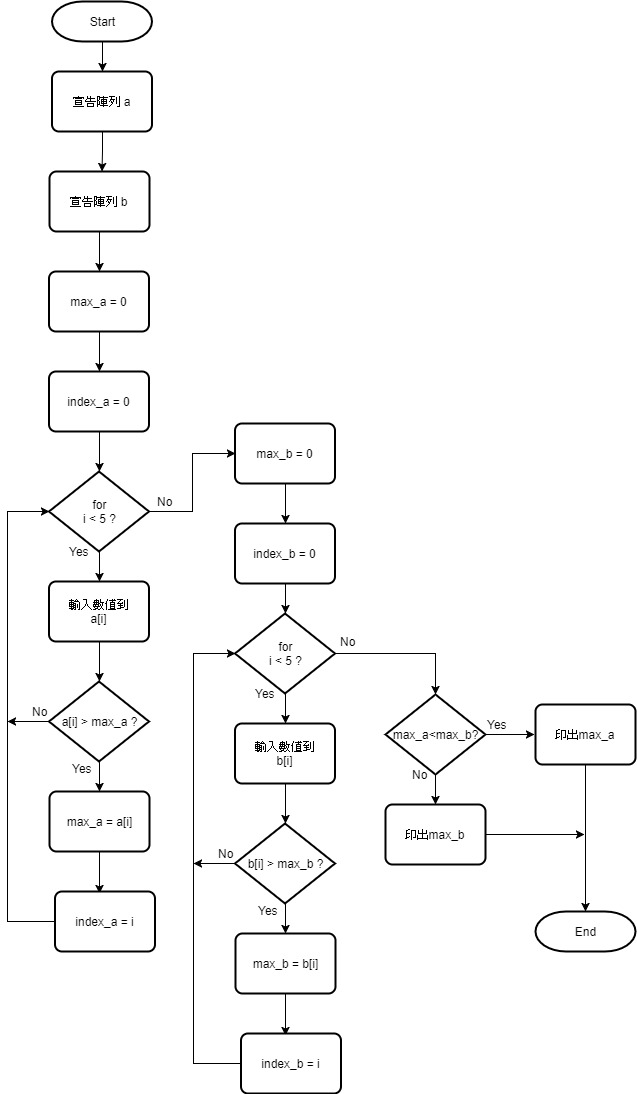 Start
宣告陣列 a
宣告陣列 b
max_a = 0
index_a = 0
for
i < 5 ?
No
Yes
輸入數值到
a[i]
a[i] > max_a ?
No
Yes
max_a = a[i]
index_a = i
max_b = 0
index_b = 0
for
i < 5 ?
No
Yes
輸入數值到
b[i]
b[i] > max_b ?
No
Yes
max_b = b[i]
index_b = i
max_a<max_b?
Yes
No
印出max_a
印出max_b
End